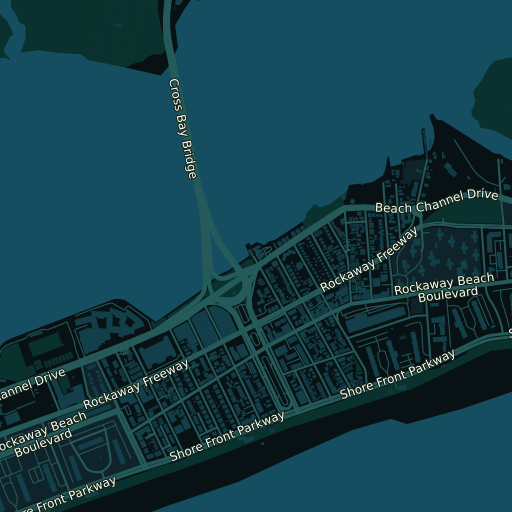 Cross Bay Bridge
Beach Channel Drive
Rockaway Freeway
Rockaway Beach
Boulevard
Shore Front Parkway
Channel Drive
Rockaway Freeway
Rockaway Beach
Boulevard
Shore Front Parkway
Front Parkway